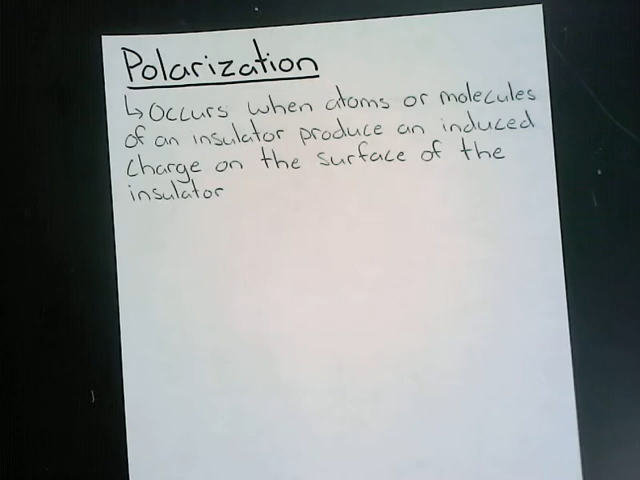 Polarization
↳ Occurs when atoms or molecules
of an insulator produce an induced
charge on the surface of the
insulator